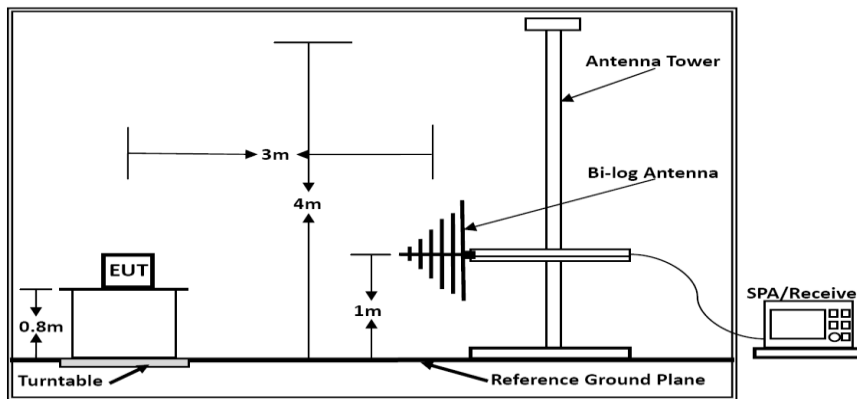 Antenna Tower
3m
Bi-log Antenna
4m
EUT
SPA/Receive
1m
0.8m
Turntable
Reference Ground Plane